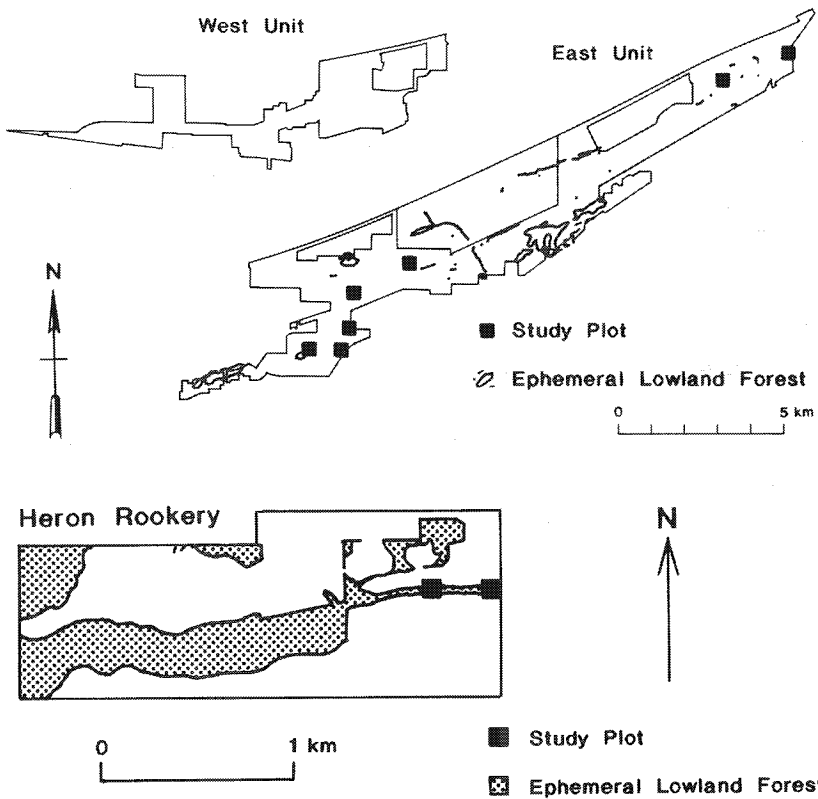 West Unit
East Unit
N
Study Plot
Ephemeral Lowland Forest
0 5 km
Heron Rookery
N
0 1 km
Study Plot
Ephemeral Lowland Fores